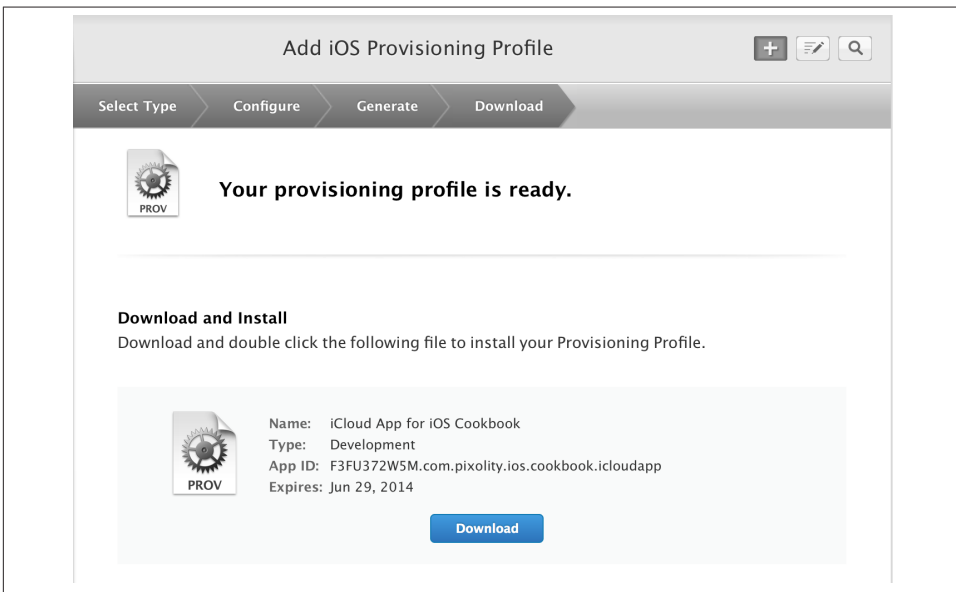 Add iOS Provisioning Profile
Select Type
Configure
Generate
Download
PROV
Your provisioning profile is ready.
Download and Install
Download and double click the following file to install your Provisioning Profile.
PROV
Name: iCloud App for iOS Cookbook
Type: Development
App ID: F3FU372W5M.com.pixolity.ios.cookbook.icloudapp
Expires: Jun 29, 2014
Download